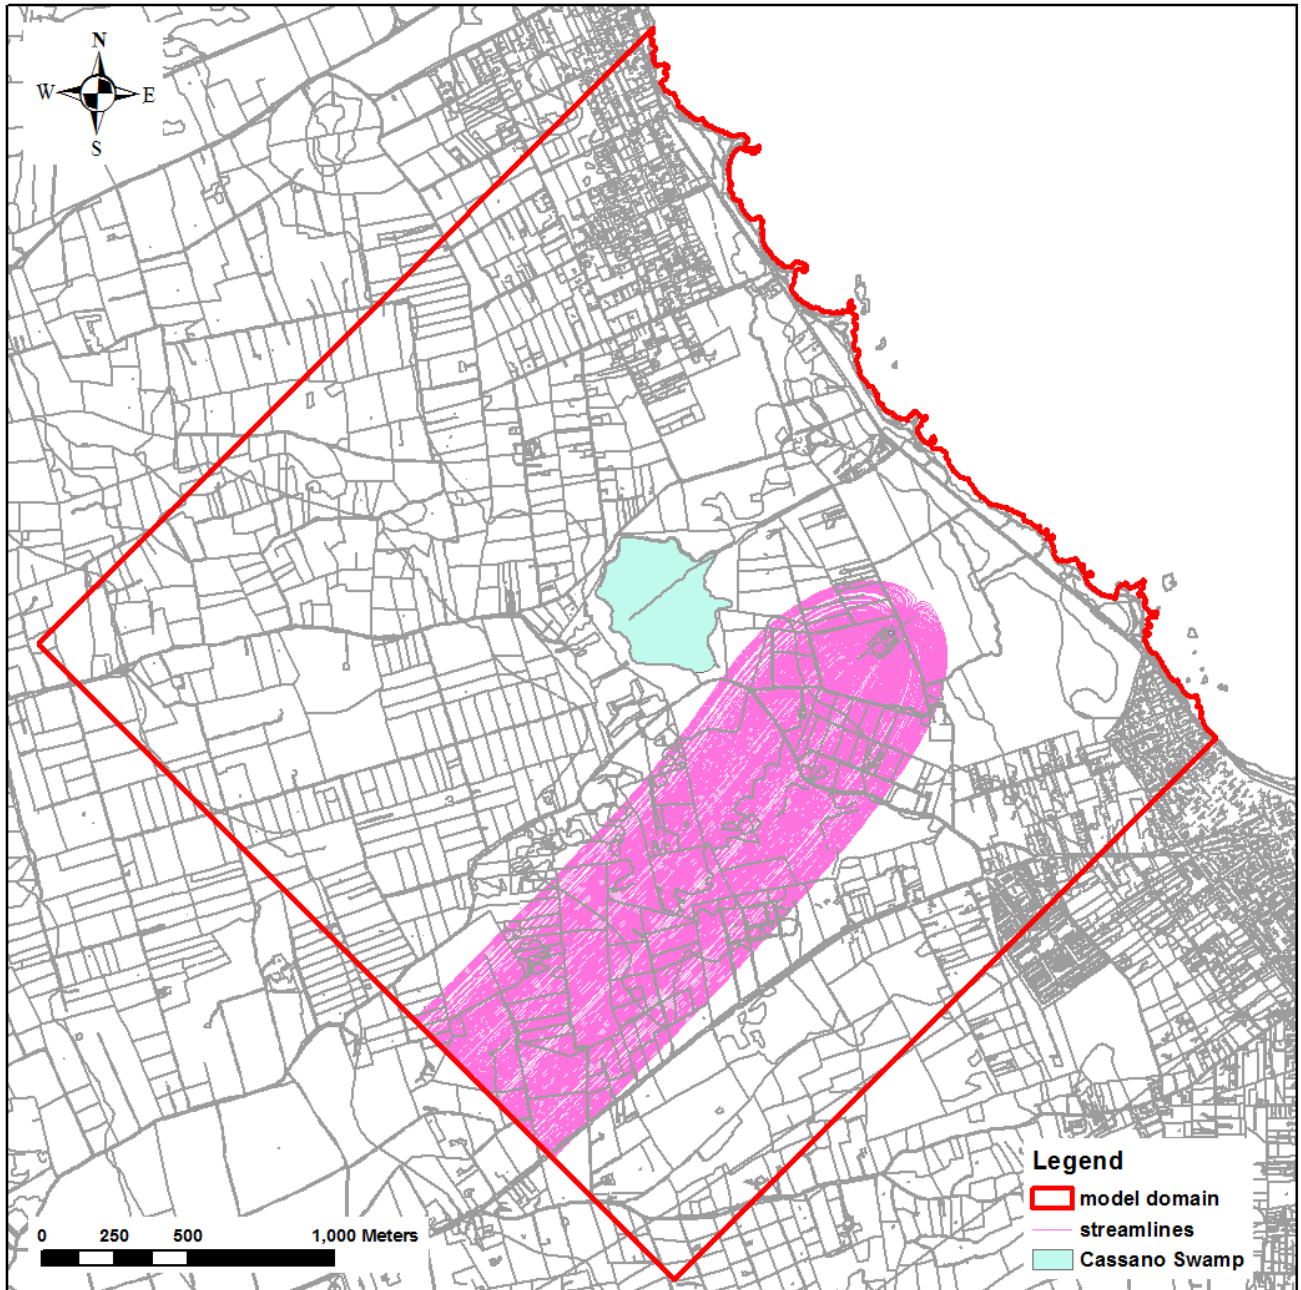 N
W E
S
Legend
model domain
streamlines
Cassano Swamp
0 250 500 1,000 Meters